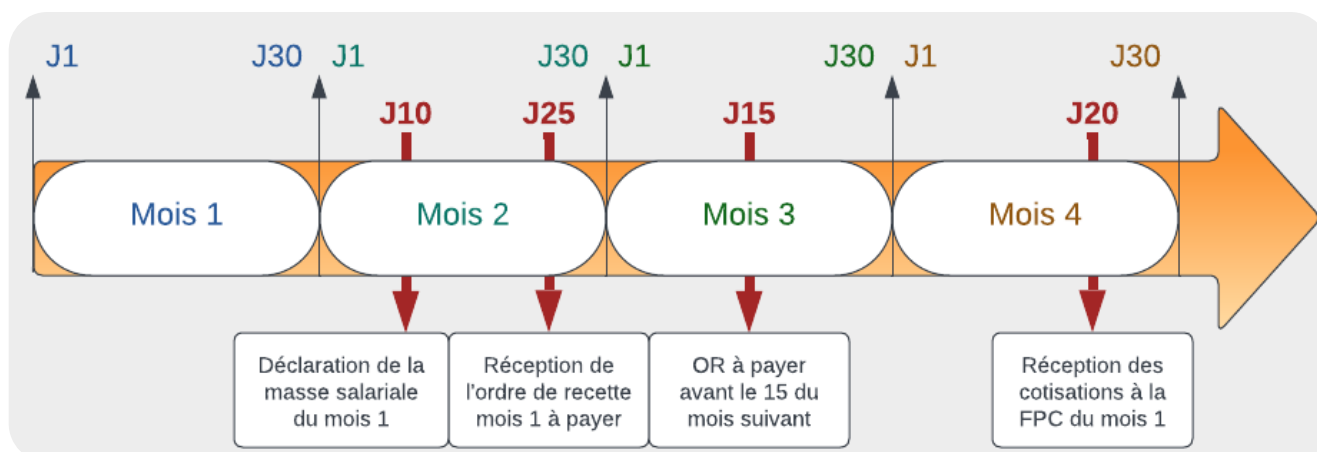 J1
J30
J1
J30
J1
J30
J1
J30
J10
J25
J15
J20
Mois 1
Mois 2
Mois 3
Mois 4
Déclaration de la
masse salariale
du mois 1
Réception de
l'ordre de recette
mois 1 à payer
OR à payer
avant le 15 du
mois suivant
Réception des
cotisations à la
FPC du mois 1